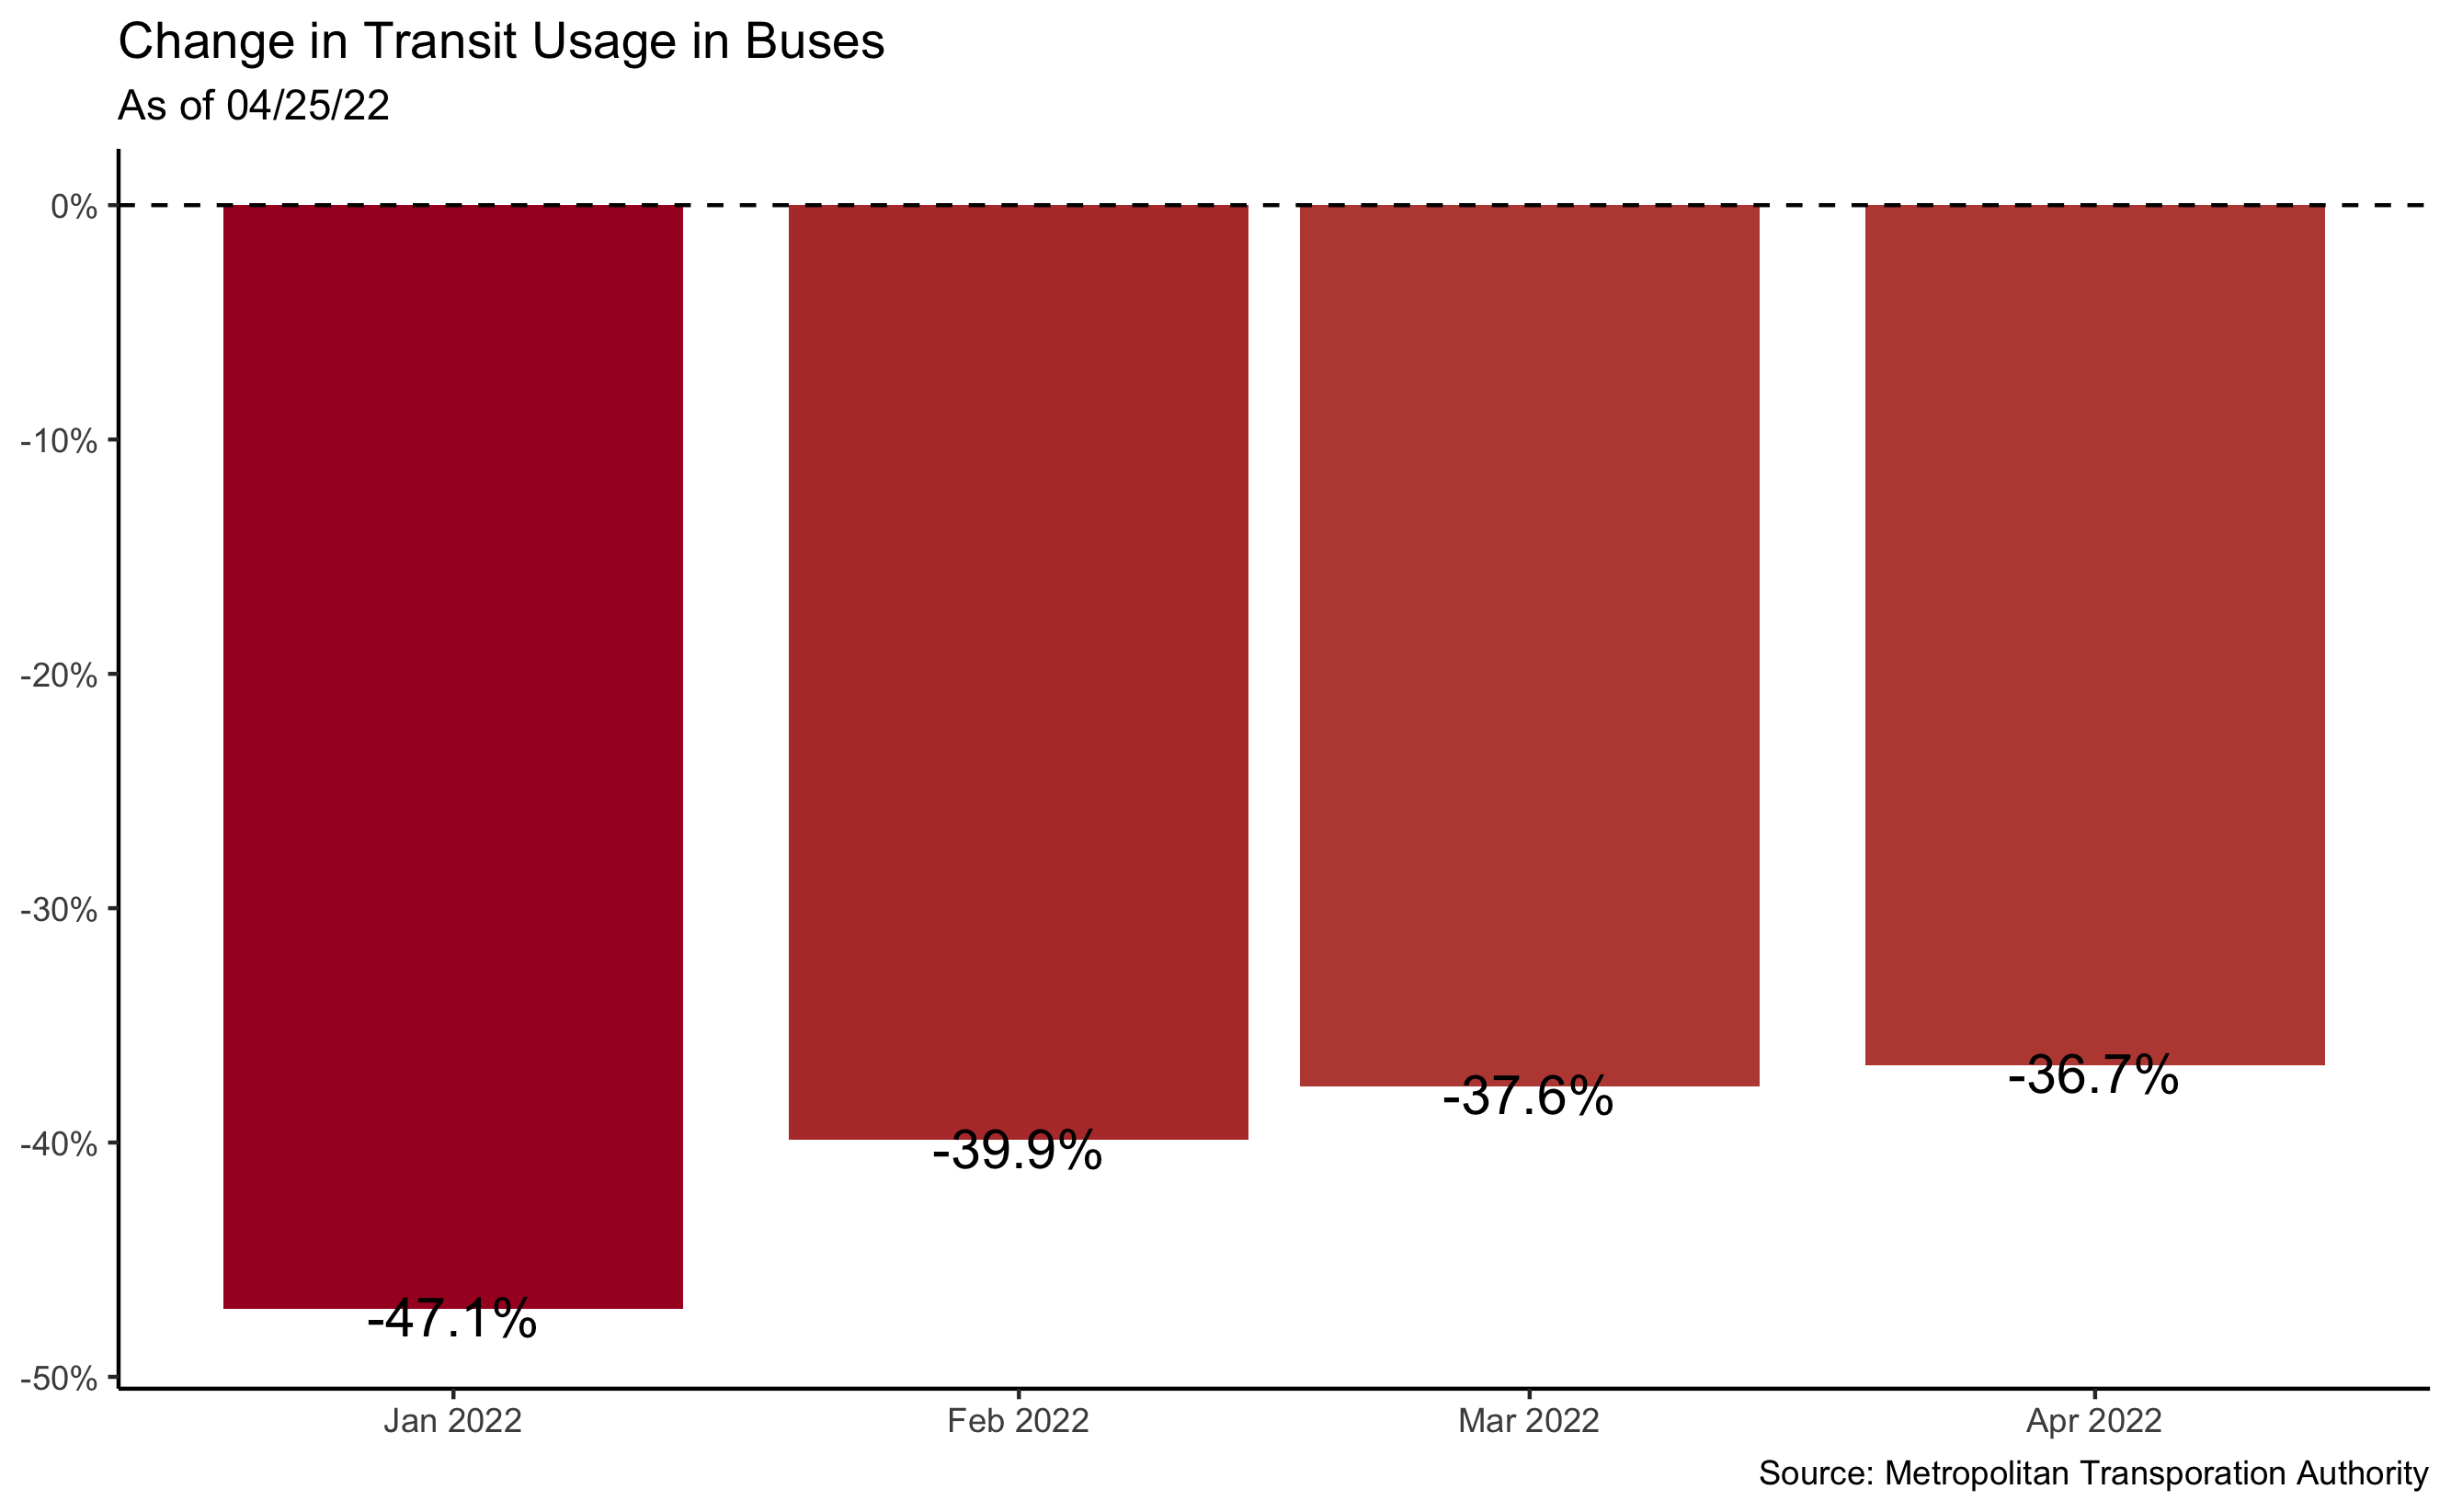 Change in Transit Usage in Buses
As of 04/25/22
0%
-10%
-20%
-30%
-40%
-50%
-47.1%
-39.9%
-37.6%
-36.7%
Jan 2022
Feb 2022
Mar 2022
Apr 2022
Source: Metropolitan Transporation Authority